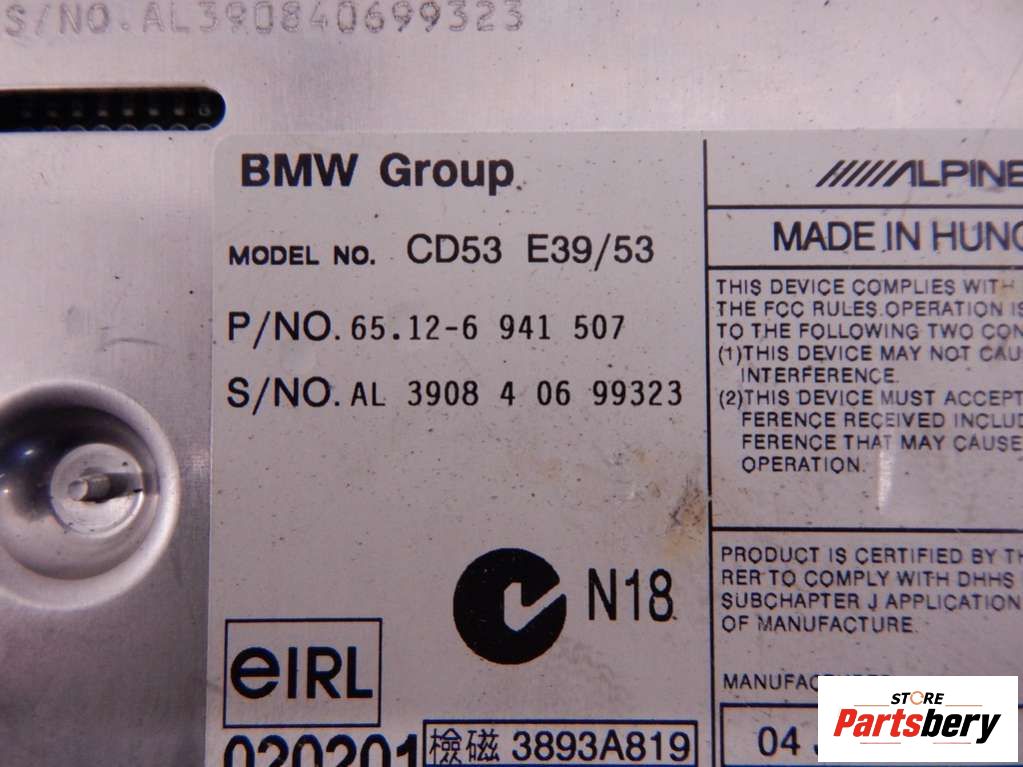 S/NO.AL390840699323
BMW Group
MODEL NO. CD53 E39/53
P/NO. 65.12-6 941 507
S/NO. AL 3908 4 06 99323
N18
eIRL
020201
檢磁 3893A819
ALPINE
MADE IN HUNG
THIS DEVICE COMPLIES WITH
THE FCC RULES.OPERATION IS
TO THE FOLLOWING TWO CON
(1)THIS DEVICE MAY NOT CAU
INTERFERENCE.
(2)THIS DEVICE MUST ACCEPT
FERENCE RECEIVED INCLUD
FERENCE THAT MAY CAUSE
OPERATION.
PRODUCT IS CERTIFIED BY TH
RER TO COMPLY WITH DHHS
SUBCHAPTER J APPLICATION
OF MANUFACTURE.
MANUFAC
04
STORE
Partsbery